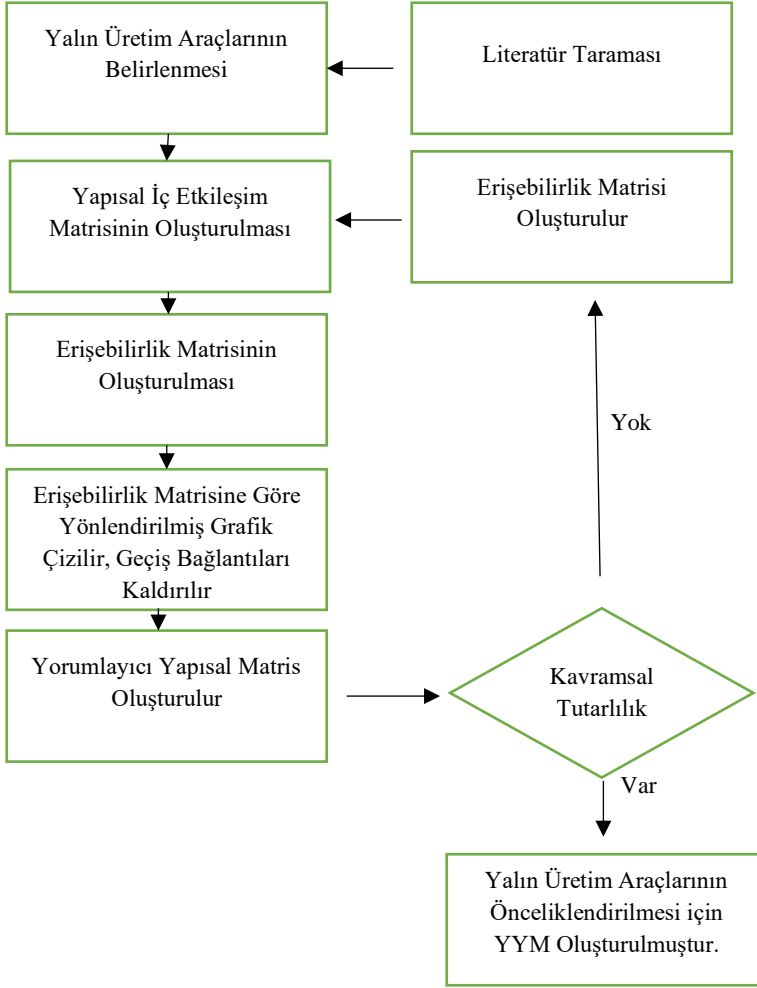 Yalın Üretim Araçlarının
Belirlenmesi
Literatür Taraması
Yapısal İç Etkileşim
Matrisinin Oluşturulması
Erişebilirlik Matrisi
Oluşturulur
Erişebilirlik Matrisinin
Oluşturulması
Yok
Erişebilirlik Matrisine Göre
Yönlendirilmiş Grafik
Çizilir, Geçiş Bağlantıları
Kaldırılır
Yorumlayıcı Yapısal Matris
Oluşturulur
Kavramsal
Tutarlılık
Var
Yalın Üretim Araçlarının
Önceliklendirilmesi için
YYM Oluşturulmuştur.